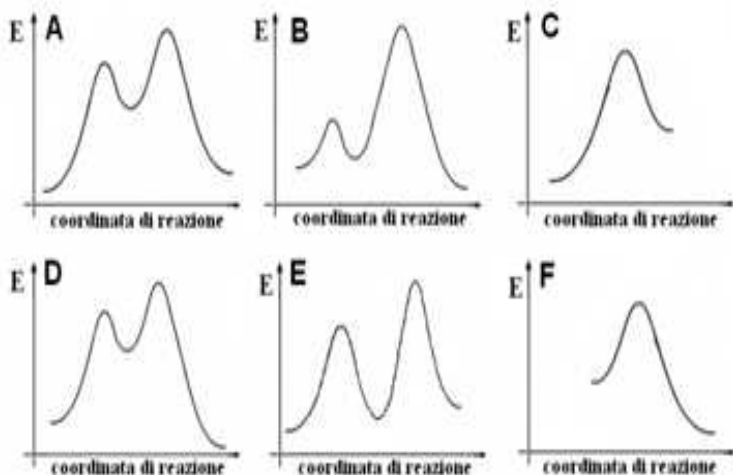 E A
E B
E C
coordinata di reazione
coordinata di reazione
coordinata di reazione
E D
E E
E F
coordinata di reazione
coordinata di reazione
coordinata di reazione